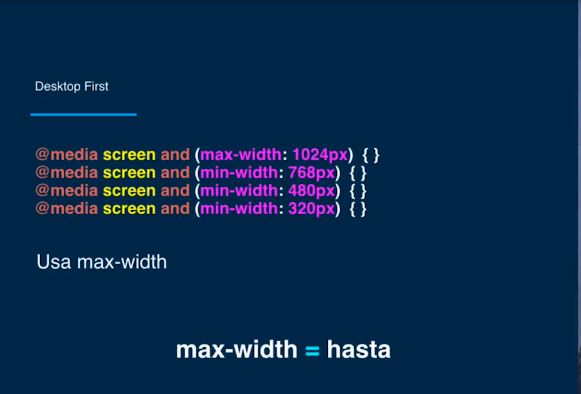 Desktop First
@media screen and (max-width: 1024px) { }
@media screen and (min-width: 768px) { }
@media screen and (min-width: 480px) { }
@media screen and (min-width: 320px) { }
Usa max-width
max-width = hasta